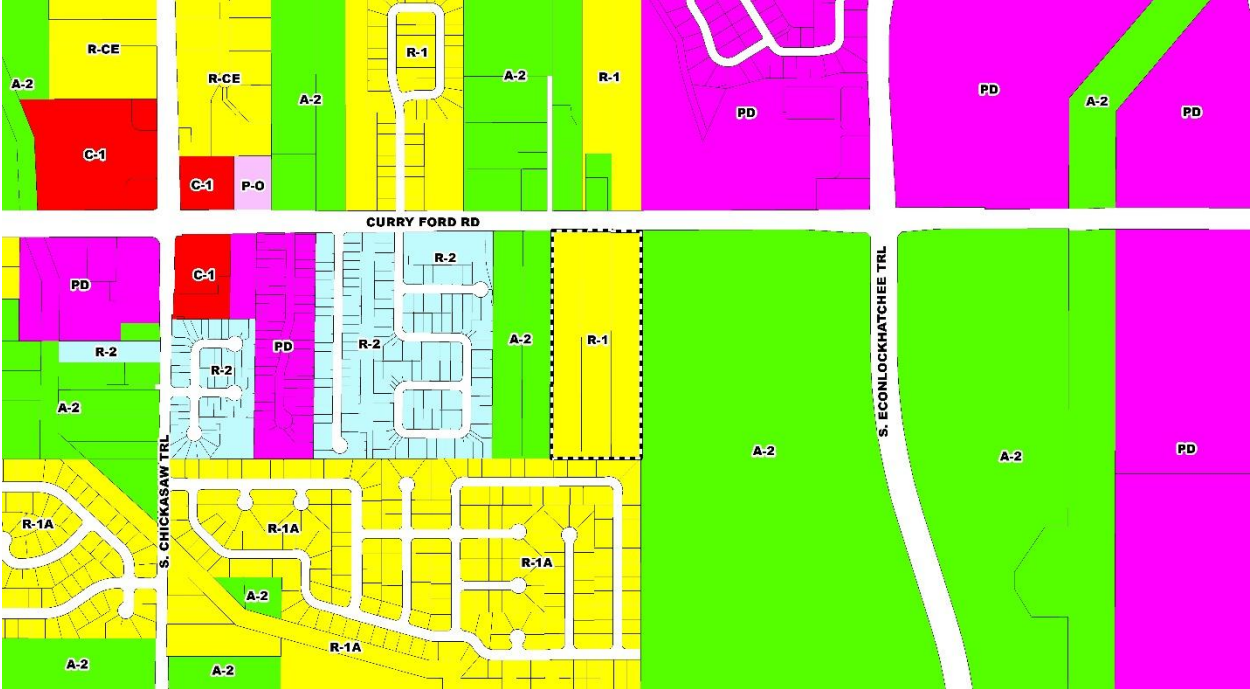 R-CE
R-CE
R-1
A-2
R-1
A-2
A-2
PD
PD
A-2
PD
C-1
C-1
P-O
CURRY FORD RD
R-2
C-1
PD
S. ECONLOCKHATCHEE TRL
A-2
R-1
PD
R-2
R-2
R-2
A-2
S. CHICKASAW TRL
A-2
A-2
PD
R-1A
R-1A
R-1A
A-2
R-1A
A-2
A-2